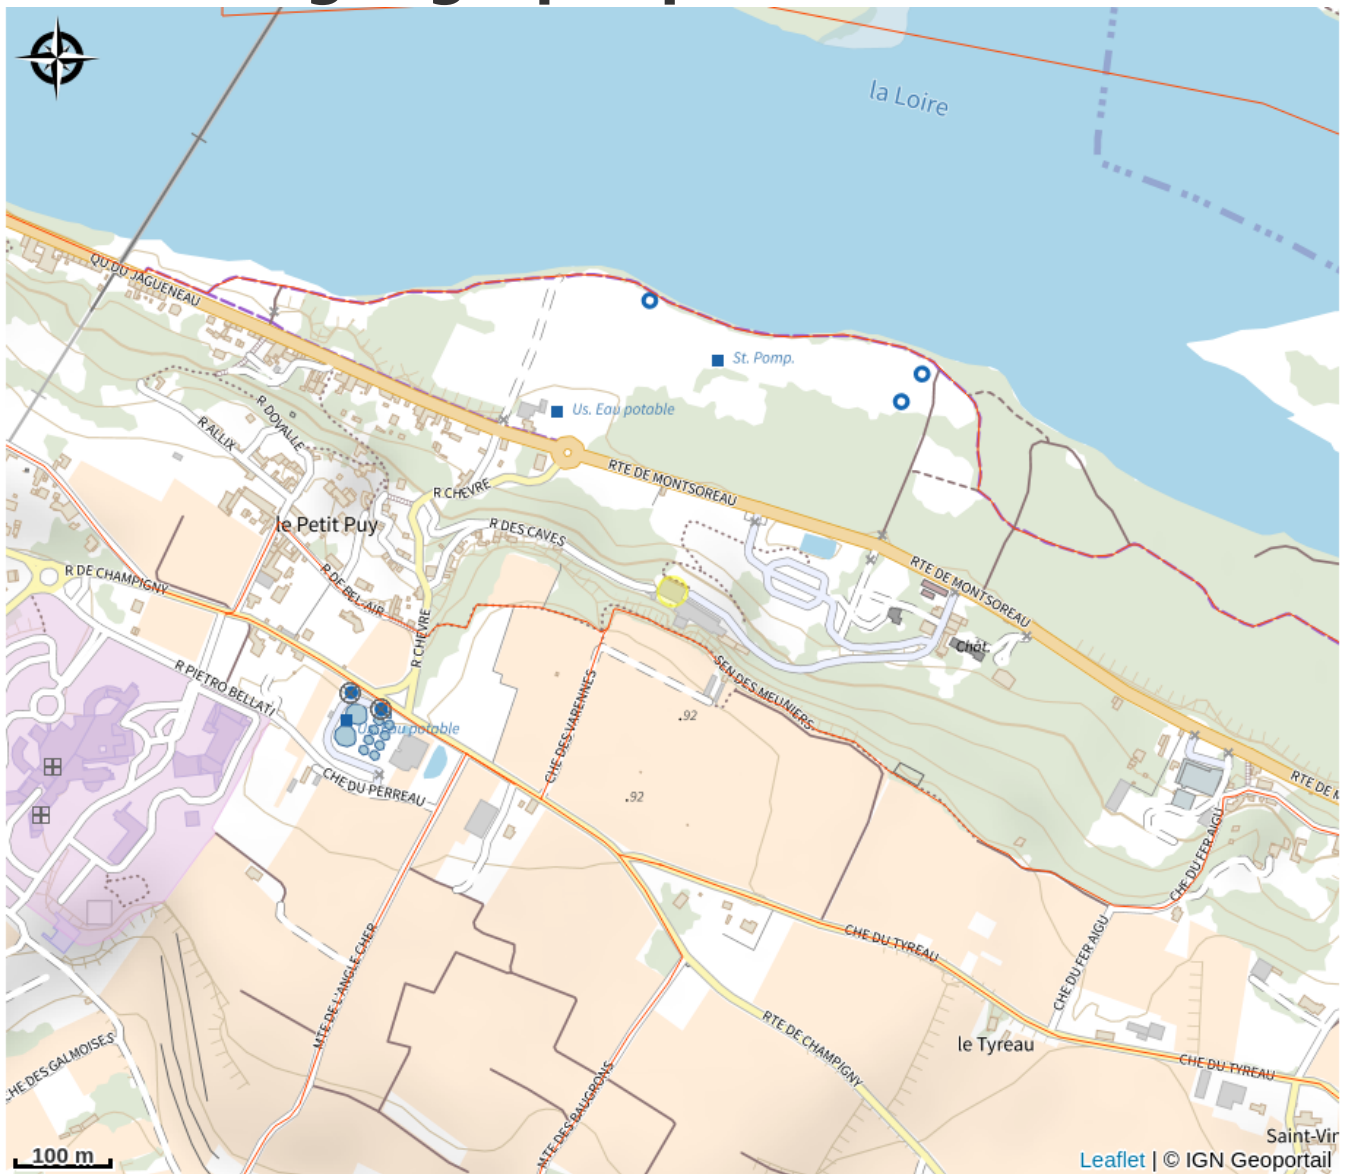 la Loire
QU DU JAGUENEAU
St. Pomp.
Us. Eau potable
R DOVALLE
R ALLIX
RTE DE MONTSOREAU
R CHEVRE
le Petit Puy
R DES CAVES
R DE CHAMPIGNY
R DE BEL-AIR
RTE DE MONTSOREAU
R CHEVRE
Chât.
R PIETRO BELLATI
SEN DES MEUNIERS
.92
Us. Eau potable
CHE DES VARENNES
CHE DU PERREAU
.92
RTE DE M
CHE DU FER AIGU
MTE DE L'ANGLE CHER
CHE DU TYREAU
CHE DU FER AIGU
RTE DE CHAMPIGNY
le Tyreau
CHE DES GALMOISES
CHE DU TYREAU
MTE DES BAUGRONS
Saint-Vir
100 m
Leaflet | © IGN Geoportail